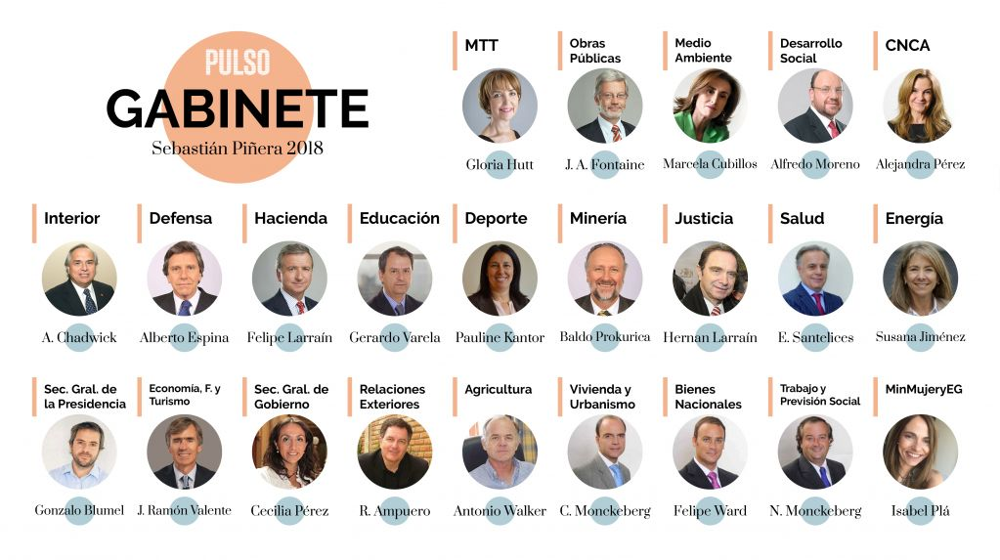 PULSO
GABINETE
Sebastián Piñera 2018
MTT
Gloria Hutt
Obras
Públicas
J. A. Fontaine
Medio
Ambiente
Marcela Cubillos
Desarrollo
Social
Alfredo Moreno
CNCA
Alejandra Pérez
Interior
A. Chadwick
Defensa
Alberto Espina
Hacienda
Felipe Larraín
Educación
Gerardo Varela
Deporte
Pauline Kantor
Minería
Baldo Prokurica
Justicia
Hernan Larraín
Salud
E. Santelices
Energía
Susana Jiménez
Sec. Gral. de
la Presidencia
Gonzalo Blumel
Economía, F. y
Turismo
J. Ramón Valente
Sec. Gral. de
Gobierno
Cecilia Pérez
Relaciones
Exteriores
R. Ampuero
Agricultura
Antonio Walker
Vivienda y
Urbanismo
C. Monckeberg
Bienes
Nacionales
Felipe Ward
Trabajo y
Previsión Social
N. Monckeberg
MinMujeryEG
Isabel Plá